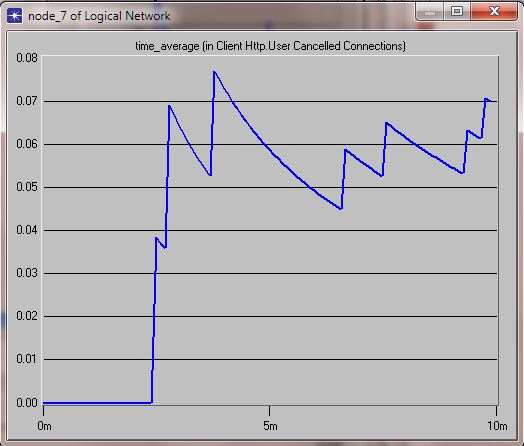 node_7 of Logical Network
time_average (in Client Http.User Cancelled Connections)
0.08
0.07
0.06
0.05
0.04
0.03
0.02
0.01
0.00
0m
5m
10m